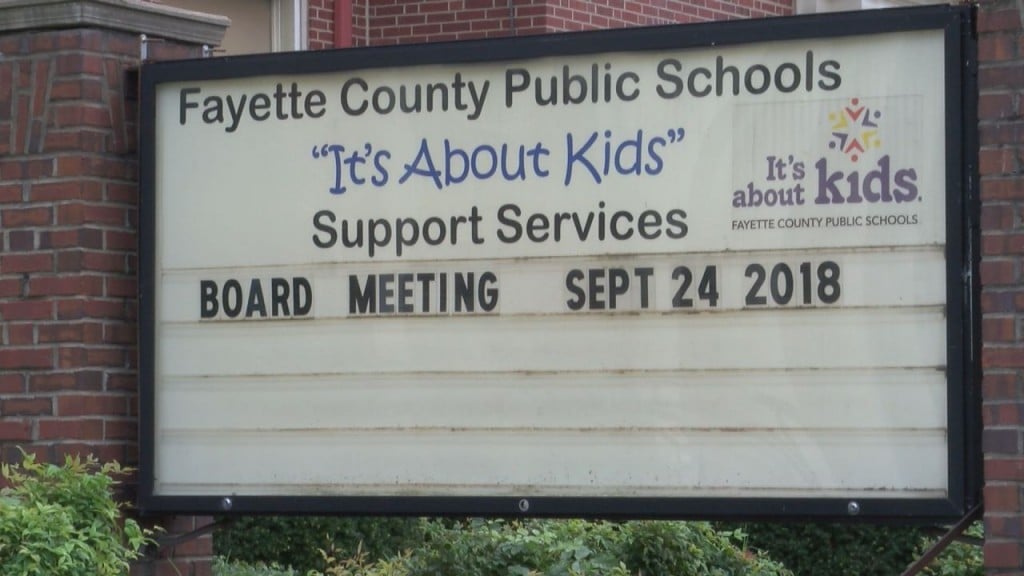 Fayette County Public Schools
"It's About Kids"
Support Services
It's
about kids.
FAYETTE COUNTY PUBLIC SCHOOLS
BOARD MEETING SEPT 24 2018